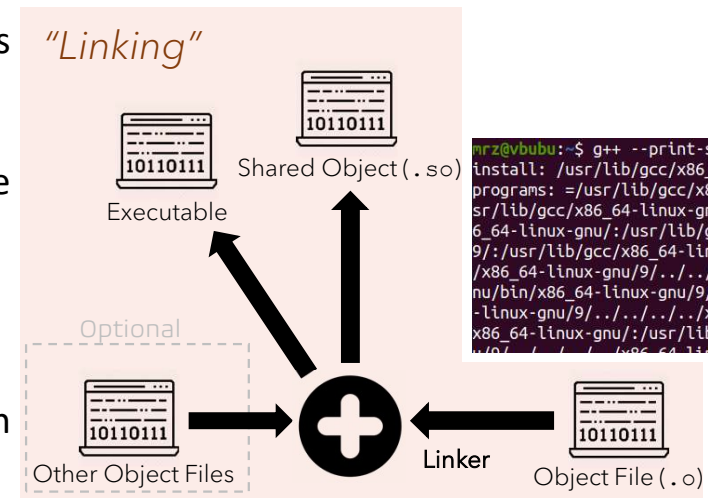 "Linking"
10110111
10110111
Shared Object (.so)
Executable
mrz@vbubu:~$ g++ --print-s
install: /usr/lib/gcc/x86_
programs: =/usr/lib/gcc/x8
sr/lib/gcc/x86_64-linux-gn
6_64-linux-gnu/:/usr/lib/g
9/:/usr/lib/gcc/x86_64-lin
/x86_64-linux-gnu/9/../../
nu/bin/x86_64-linux-gnu/9/
-linux-gnu/9/../../../../x
x86_64-linux-gnu/:/usr/lib
Optional
10110111
10110111
Linker
Other Object Files
Object File (.o)